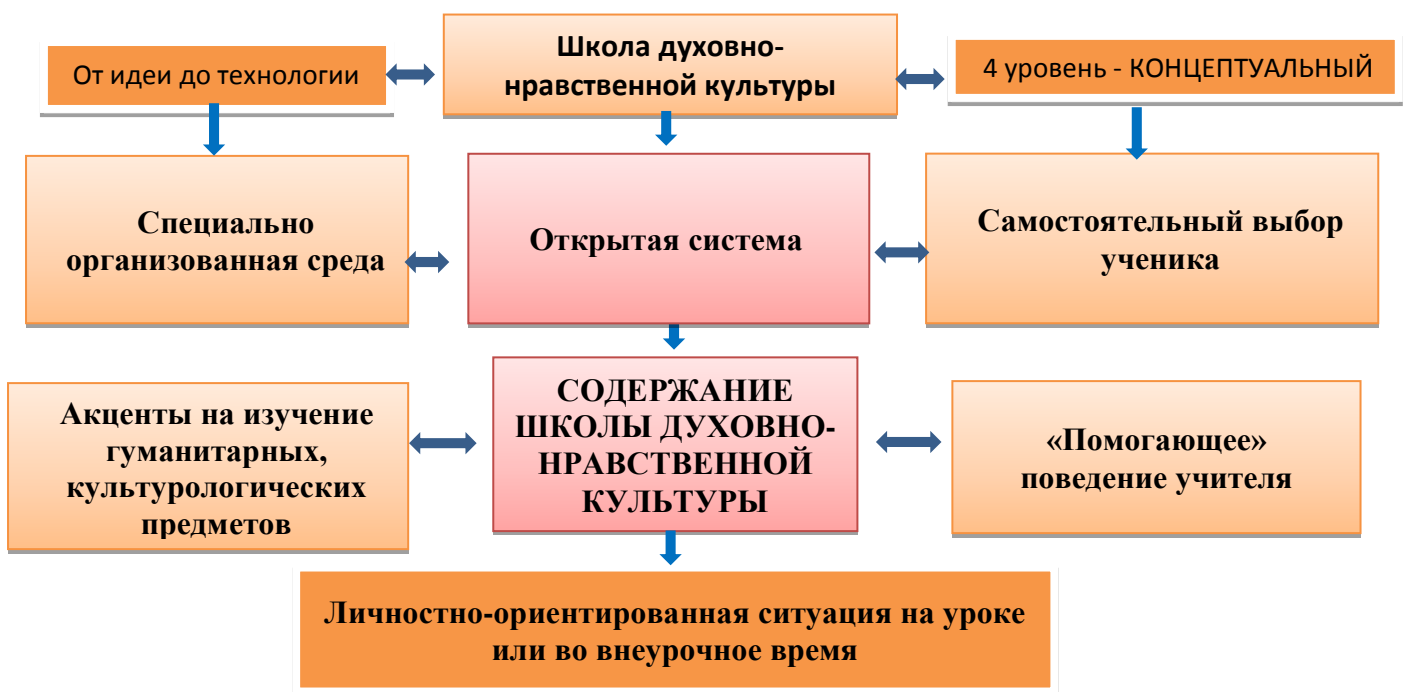 От идеи до технологии
Школа духовно-
нравственной культуры
4 уровень - КОНЦЕПТУАЛЬНЫЙ
Специально
организованная среда
Открытая система
Самостоятельный выбор
ученика
Акценты на изучение
гуманитарных,
культурологических
предметов
СОДЕРЖАНИЕ
ШКОЛЫ ДУХОВНО-
НРАВСТВЕННОЙ
КУЛЬТУРЫ
«Помогающее»
поведение учителя
Личностно-ориентированная ситуация на уроке
или во внеурочное время